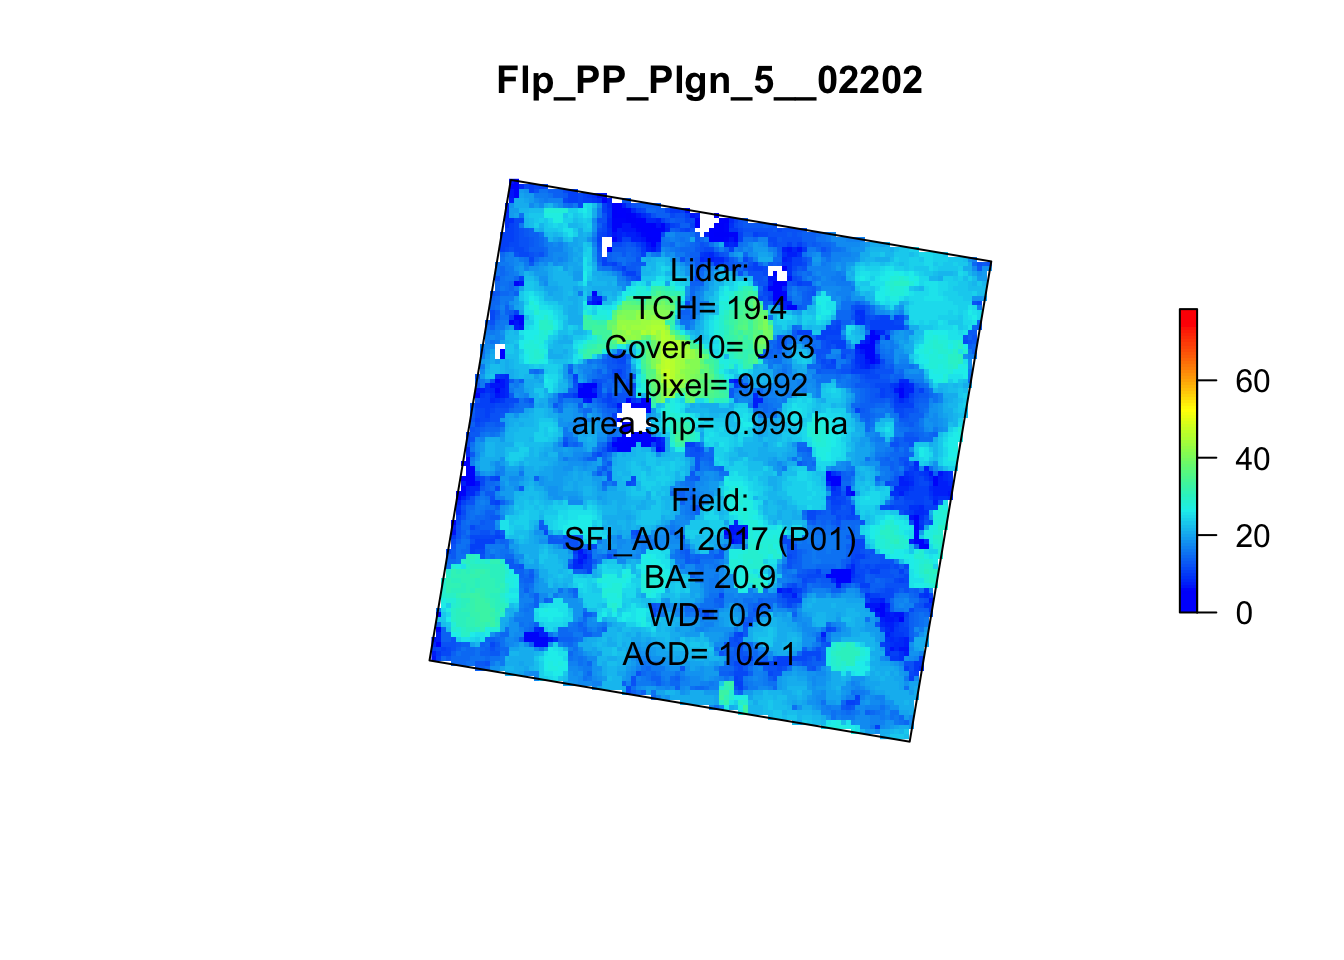 Flp_PP_Plgn_5__02202
Lidar:
TCH= 19.4
Cover10= 0.93
N.pixel= 9992
area.shp= 0.999 ha
Field:
SFI_A01 2017 (P01)
BA= 20.9
WD= 0.6
ACD= 102.1
60
40
20
0